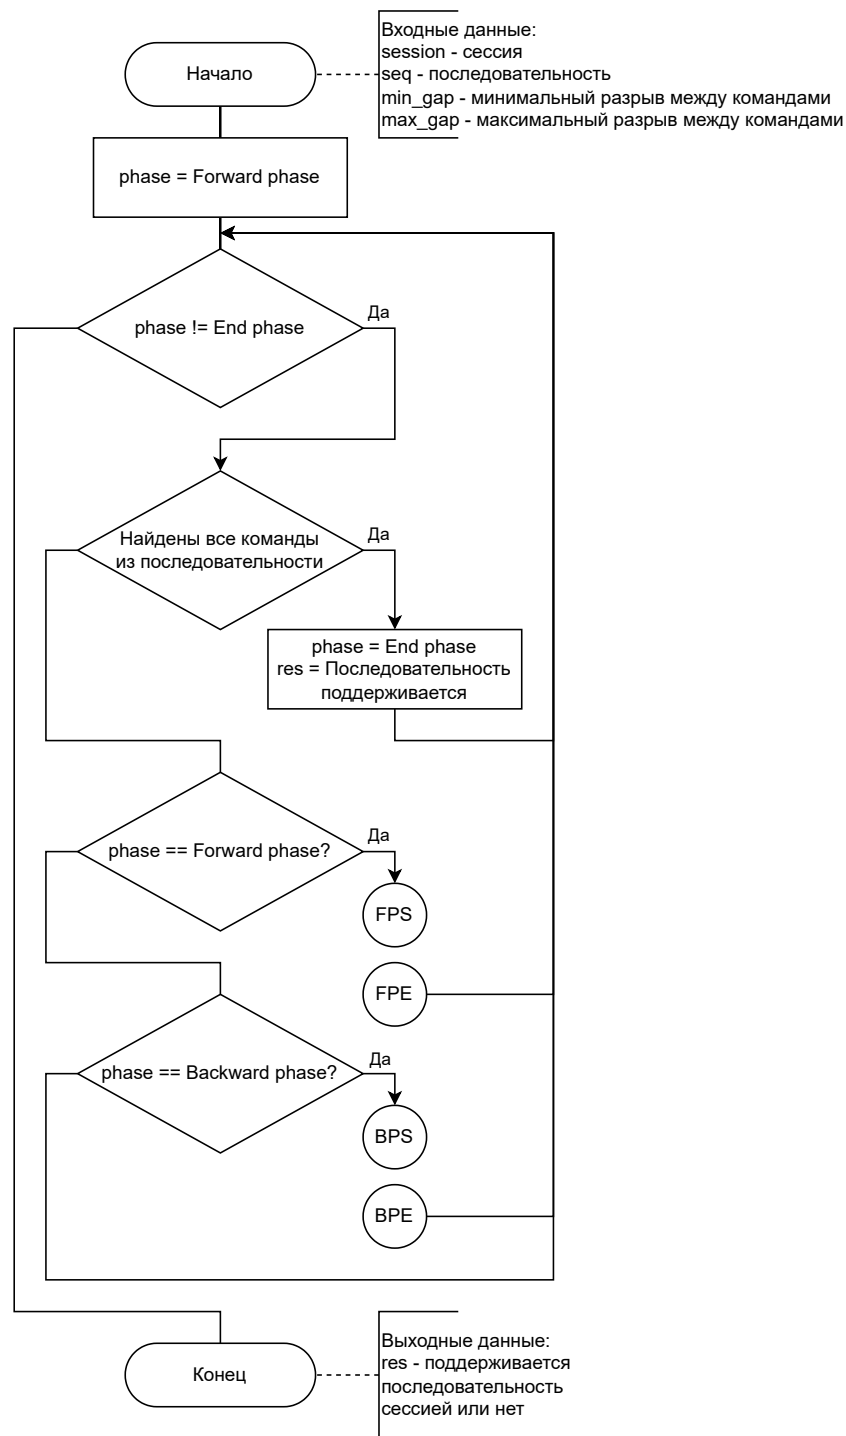 Входные данные:
session - сессия
seq - последовательность
min_gap - минимальный разрыв между командами
max_gap - максимальный разрыв между командами
Начало
phase = Forward phase
phase != End phase
Да
Найдены все команды
из последовательности
Да
phase = End phase
res = Последовательность
поддерживается
phase == Forward phase?
Да
FPS
FPE
phase == Backward phase?
Да
BPS
BPE
Конец
Выходные данные:
res - поддерживается
последовательность
сессией или нет